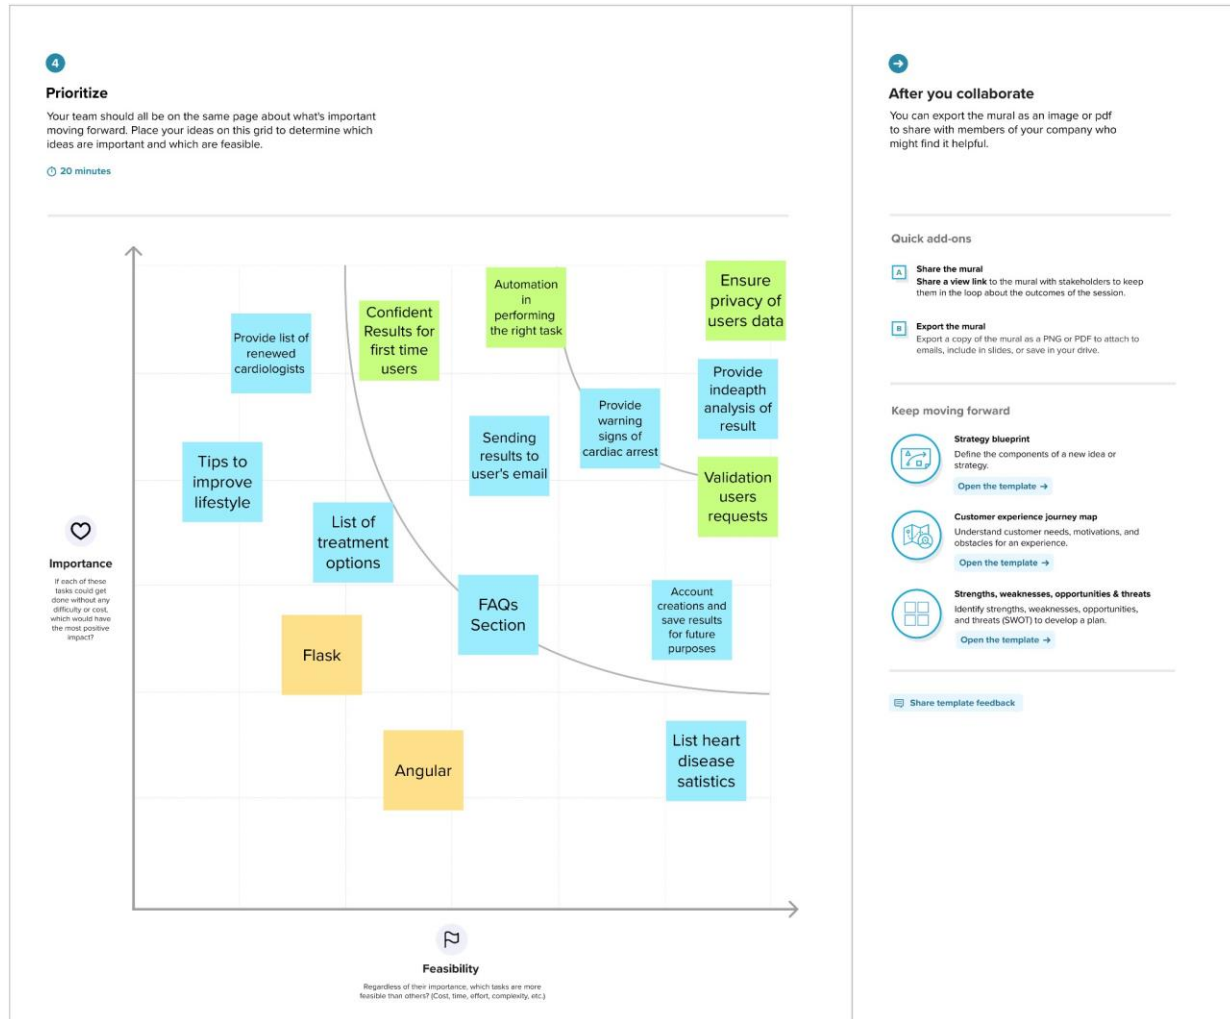 4
Prioritize
Your team should all be on the same page about what's important
moving forward. Place your ideas on this grid to determine which
ideas are important and which are feasible.
20 minutes
Importance
If each of these
tasks could get
done without any
difficulty or cost,
which would have
the most positive
impact?
Provide list of
renewed
cardiologists
Confident
Results for
first time
users
Automation
in
performing
the right task
Ensure
privacy of
users data
Tips to
improve
lifestyle
List of
treatment
options
Sending
results to
user's email
Provide
warning
signs of
cardiac arrest
Provide
indeapth
analysis of
result
Validation
users
requests
Flask
FAQs
Section
Account
creations and
save results
for future
purposes
Angular
List heart
disease
satistics
Feasibility
Regardless of their importance, which tasks are more
feasible than others? (Cost, time, effort, complexity, etc.)
After you collaborate
You can export the mural as an image or pdf
to share with members of your company who
might find it helpful.
Quick add-ons
A
Share the mural
Share a view link to the mural with stakeholders to keep
them in the loop about the outcomes of the session.
B
Export the mural
Export a copy of the mural as a PNG or PDF to attach to
emails, include in slides, or save in your drive.
Keep moving forward
Strategy blueprint
Define the components of a new idea or
strategy.
Open the template →
Customer experience journey map
Understand customer needs, motivations, and
obstacles for an experience.
Open the template →
Strengths, weaknesses, opportunities & threats
Identify strengths, weaknesses, opportunities,
and threats (SWOT) to develop a plan.
Open the template →
Share template feedback